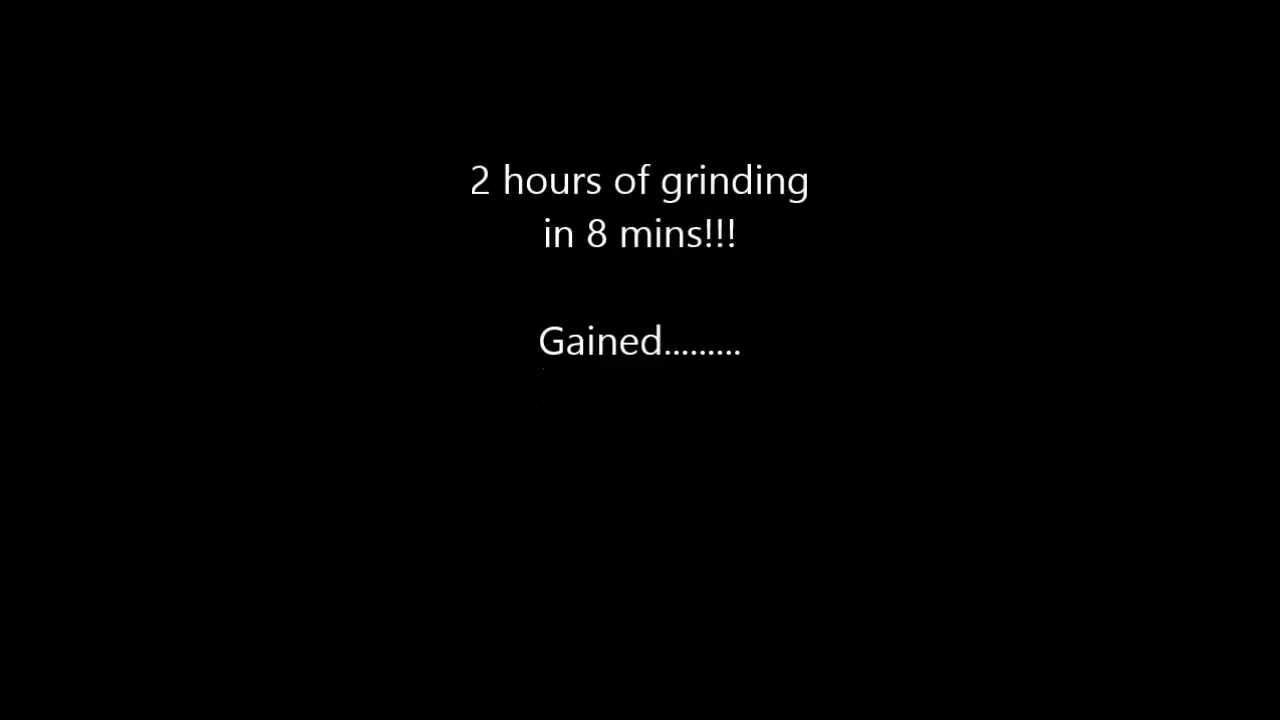 2 hours of grinding
in 8 mins!!!
Gained.........